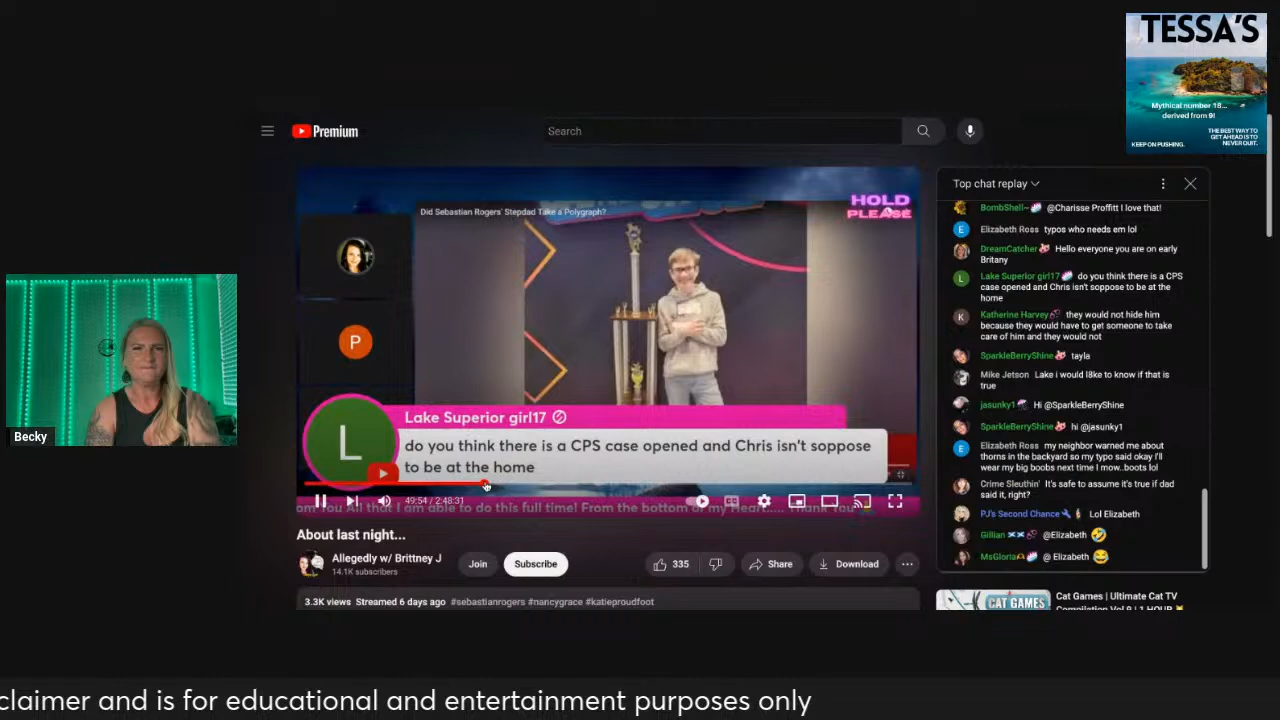 TESSA'S
Mythical number 18...
derived from 9!
THE BEST WAY TO
GET AHEAD IS TO
NEVER QUIT.
KEEP ON PUSHING.
Premium
Search
Did Sebastian Rogers' Stepdad Take a Polygraph?
HOLD
PLEASE
P
L
Lake Superior girl17
do you think there is a CPS case opened and Chris isn't suppose
to be at the home
49:54 / 2:48:31
om You All that I am able to do this full time! From the bottom of my Heart..... Thank You
About last night...
Allegedly w/ Brittney J
14.1K subscribers
Join
Subscribe
335
Share
Download
3.3K views Streamed 6 days ago #sebastianrogers #nancygrace #katieproudfoot
Top chat replay
BombShell~ @Charisse Proffitt I love that!
E Elizabeth Ross typos who needs em lol
DreamCatcher Hello everyone you are on early
Britany
L Lake Superior girl17 do you think there is a CPS
case opened and Chris isn't suppose to be at the
home
K Katherine Harvey they would not hide him
because they would have to get someone to take
care of him and they would not
SparkleBerryShine tayla
Mike Jetson Lake i would l8ke to know if that is
true
jasunky1 Hi @SparkleBerryShine
SparkleBerryShine hi @jasunky1
E Elizabeth Ross my neighbor warned me about
thorns in the backyard so my typo said okay I'll
wear my big boobs next time I mow..boots lol
Crime Sleuthin' It's safe to assume it's true if dad
said it, right?
PJ's Second Chance Lol Elizabeth
Gillian @Elizabeth
MsGloria @ Elizabeth
CAT GAMES
Cat Games | Ultimate Cat TV
Compilation Vol 9 | 1 HOUR
Becky
claimer and is for educational and entertainment purposes only